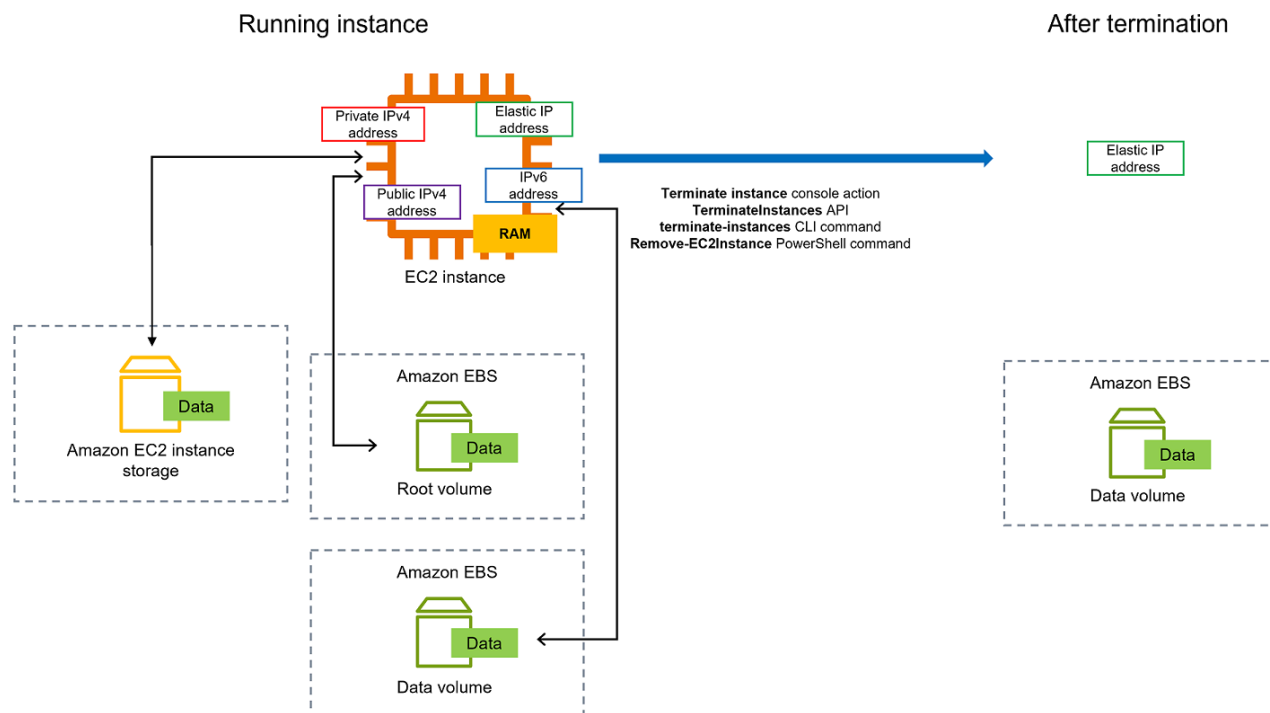 Running instance
After termination
Private IPv4
address
Elastic IP
address
Public IPv4
address
IPv6
address
RAM
EC2 instance
Terminate instance console action
TerminateInstances API
terminate-instances CLI command
Remove-EC2Instance PowerShell command
Elastic IP
address
Data
Amazon EC2 instance
storage
Amazon EBS
Data
Root volume
Amazon EBS
Data
Data volume
Amazon EBS
Data
Data volume